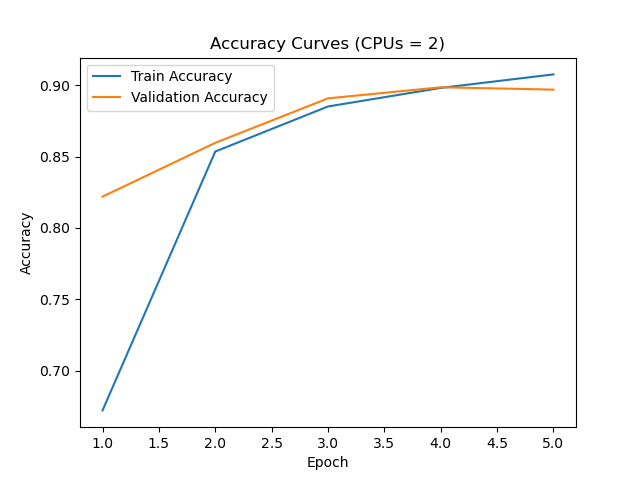 Accuracy Curves (CPUs = 2)
Train Accuracy
Validation Accuracy
0.90
0.85
0.80
0.75
0.70
Accuracy
1.0 1.5 2.0 2.5 3.0 3.5 4.0 4.5 5.0
Epoch